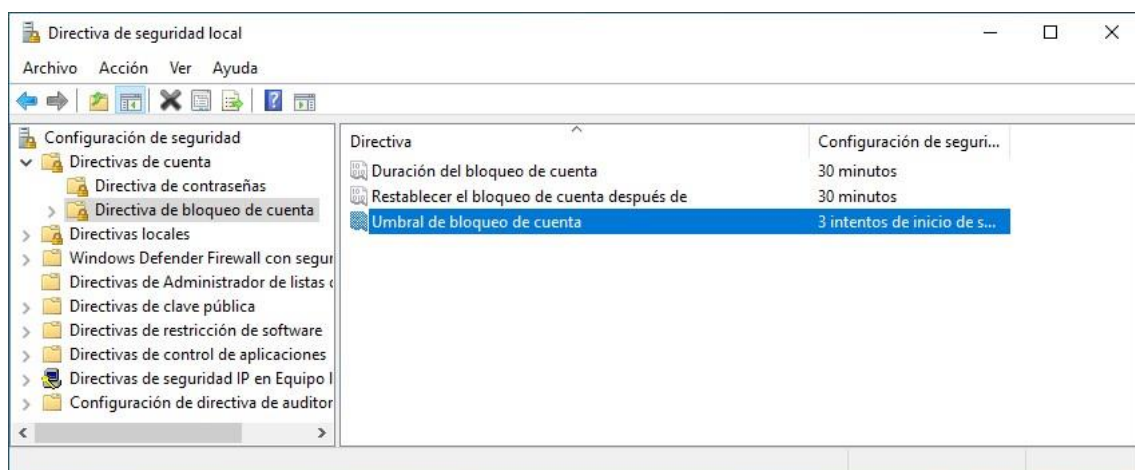 Directiva de seguridad local
Archivo Acción Ver Ayuda
Configuración de seguridad
Directivas de cuenta
Directiva de contraseñas
Directiva de bloqueo de cuenta
Directivas locales
Windows Defender Firewall con segur
Directivas de Administrador de listas
Directivas de clave pública
Directivas de restricción de software
Directivas de control de aplicaciones
Directivas de seguridad IP en Equipo
Configuración de directiva de auditor
Directiva Configuración de seguri...
Duración del bloqueo de cuenta 30 minutos
Restablecer el bloqueo de cuenta después de 30 minutos
Umbral de bloqueo de cuenta 3 intentos de inicio de s...